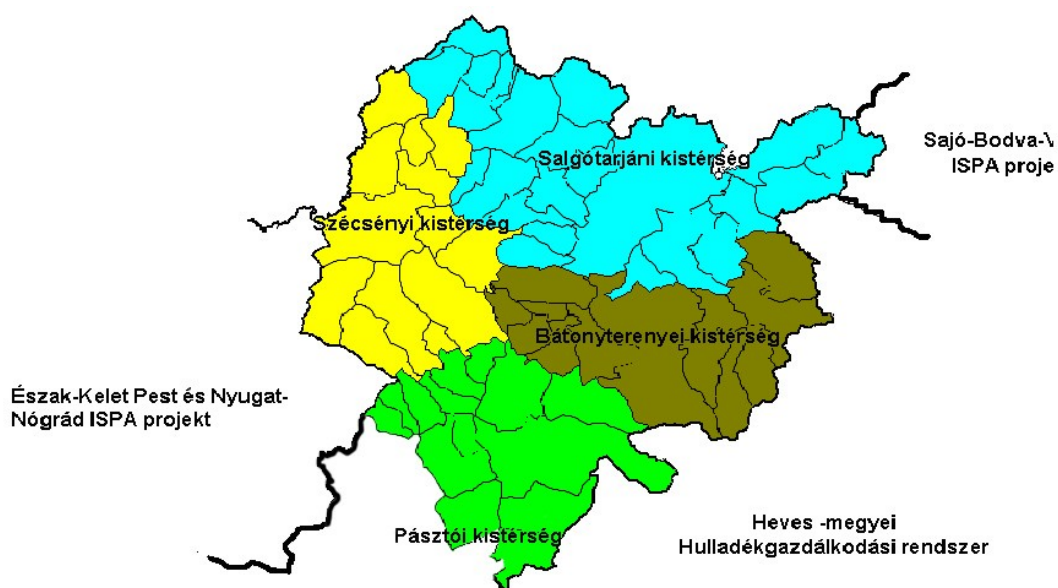 Sajó-Bodva-V
ISPA proje
Salgótarjáni kistérség
Szécsényi kistérség
Bátonyterenyei kistérség
Észak-Kelet Pest és Nyugat-
Nógrád ISPA projekt
Pásztói kistérség
Heves -megyei
Hulladékgazdálkodási rendszer